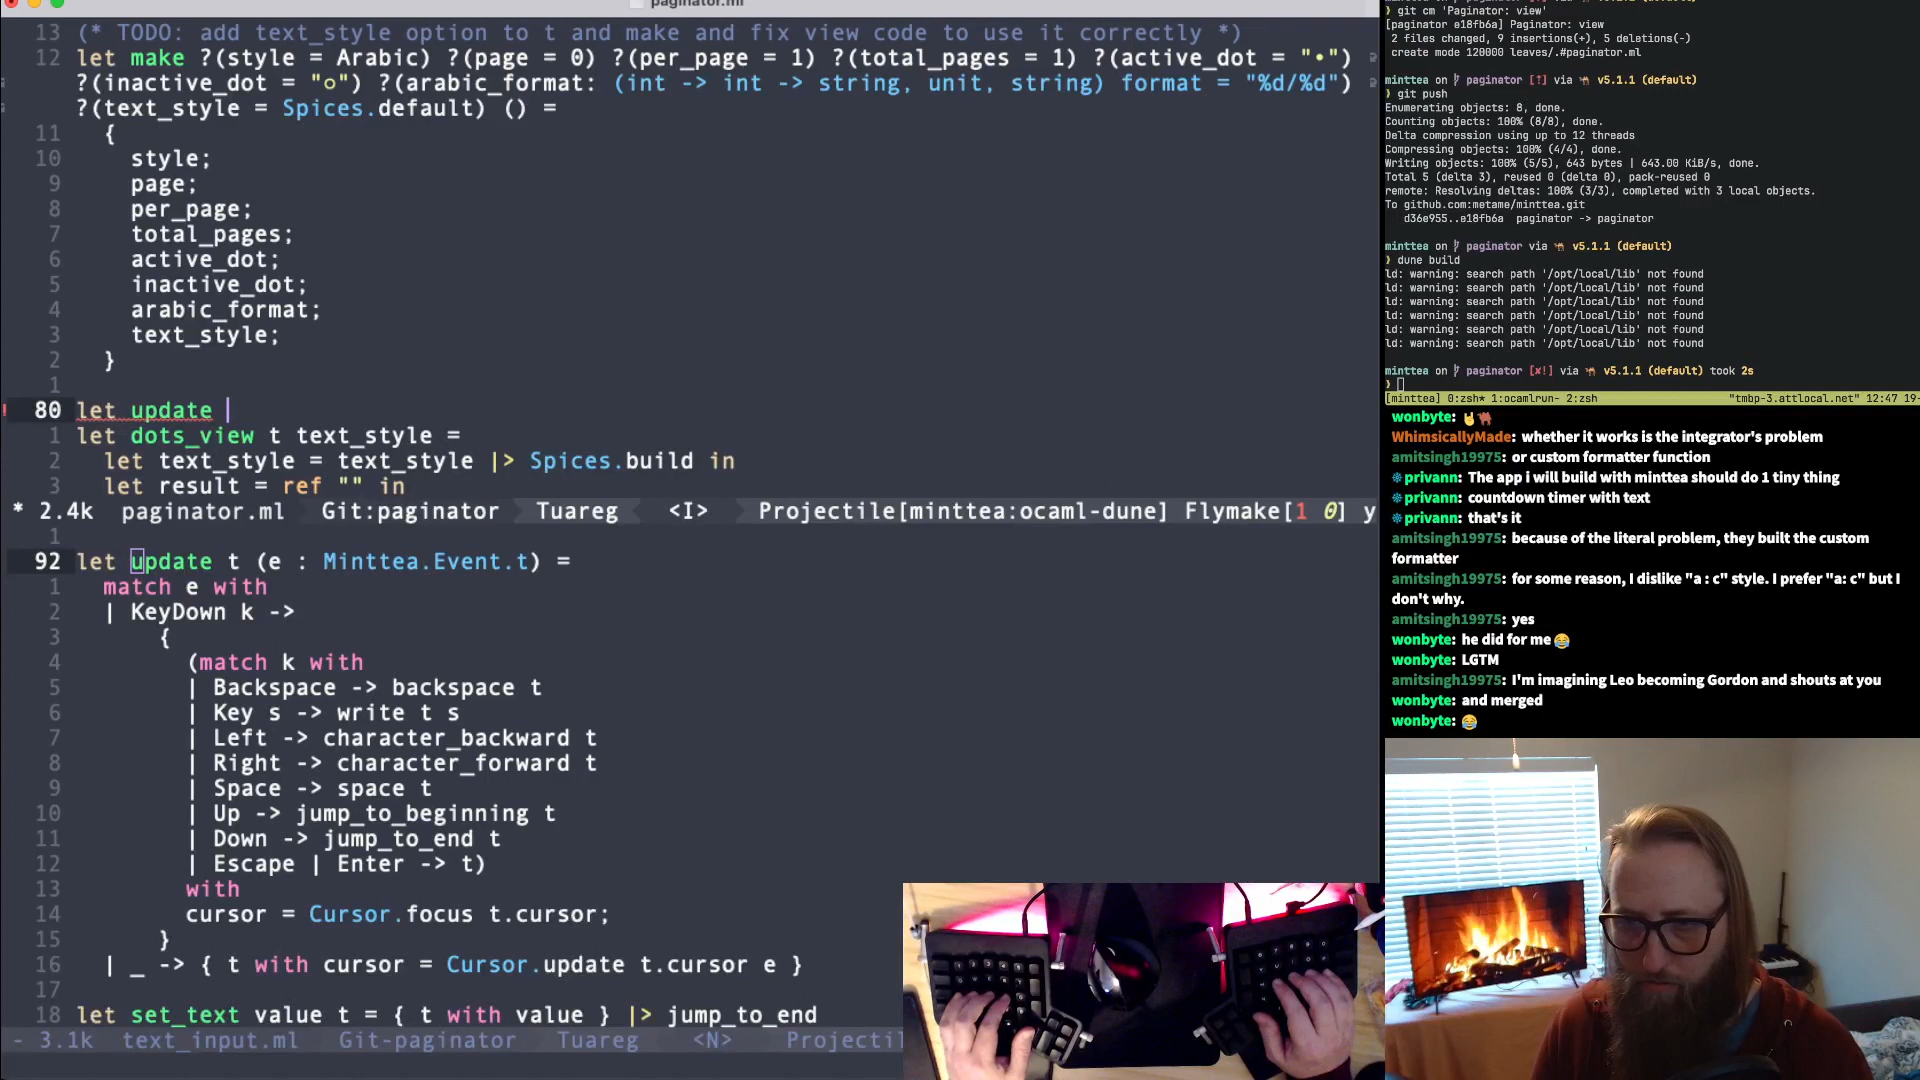 paginator.ml
13 (* TODO: add text_style option to t and make and fix view code to use it correctly *)
12 let make ?(style = Arabic) ?(page = 0) ?(per_page = 1) ?(total_pages = 1) ?(active_dot = "•")
?(inactive_dot = "○") ?(arabic_format: (int -> int -> string, unit, string) format = "%d/%d")
?(text_style = Spices.default) () =
11 {
10 style;
9 page;
8 per_page;
7 total_pages;
6 active_dot;
5 inactive_dot;
4 arabic_format;
3 text_style;
2 }
1
80 let update
1 let dots_view t text_style =
2 let text_style = text_style |> Spices.build in
3 let result = ref "" in
* 2.4k paginator.ml Git:paginator Tuareg <I> Projectile[minttea:ocaml-dune] Flymake[1 0] y
1
92 let update t (e : Minttea.Event.t) =
1 match e with
2 | KeyDown k ->
3 {
4 (match k with
5 | Backspace -> backspace t
6 | Key s -> write t s
7 | Left -> character_backward t
8 | Right -> character_forward t
9 | Space -> space t
10 | Up -> jump_to_beginning t
11 | Down -> jump_to_end t
12 | Escape | Enter -> t)
13 with
14 cursor = Cursor.focus t.cursor;
15 }
16 | _ -> { t with cursor = Cursor.update t.cursor e }
17
18 let set_text value t = { t with value } |> jump_to_end
- 3.1k text_input.ml Git-paginator Tuareg <N> Projectil
❯ git cm 'Paginator: view'
[paginator e18fb6a] Paginator: view
2 files changed, 9 insertions(+), 5 deletions(-)
create mode 120000 leaves/.#paginator.ml
minttea on paginator [↑] via 🐫 v5.1.1 (default)
❯ git push
Enumerating objects: 8, done.
Counting objects: 100% (8/8), done.
Delta compression using up to 12 threads
Compressing objects: 100% (4/4), done.
Writing objects: 100% (5/5), 643 bytes | 643.00 KiB/s, done.
Total 5 (delta 3), reused 0 (delta 0), pack-reused 0
remote: Resolving deltas: 100% (3/3), completed with 3 local objects.
To github.com:metame/minttea.git
d36e955..e18fb6a paginator -> paginator
minttea on paginator via 🐫 v5.1.1 (default)
❯ dune build
ld: warning: search path '/opt/local/lib' not found
ld: warning: search path '/opt/local/lib' not found
ld: warning: search path '/opt/local/lib' not found
ld: warning: search path '/opt/local/lib' not found
ld: warning: search path '/opt/local/lib' not found
ld: warning: search path '/opt/local/lib' not found
minttea on paginator [✘!] via 🐫 v5.1.1 (default) took 2s
❯
[minttea] 0:zsh* 1:ocamlrun- 2:zsh "tmbp-3.attlocal.net" 12:47 19-
wonbyte: 🤘🐫
WhimsicallyMade: whether it works is the integrator's problem
amitsingh19975: or custom formatter function
privann: The app i will build with minttea should do 1 tiny thing
privann: countdown timer with text
privann: that's it
amitsingh19975: because of the literal problem, they built the custom
formatter
amitsingh19975: for some reason, I dislike "a : c" style. I prefer "a: c" but I
don't why.
amitsingh19975: yes
wonbyte: he did for me😂
wonbyte: LGTM
amitsingh19975: I'm imagining Leo becoming Gordon and shouts at you
wonbyte: and merged
wonbyte: 😂